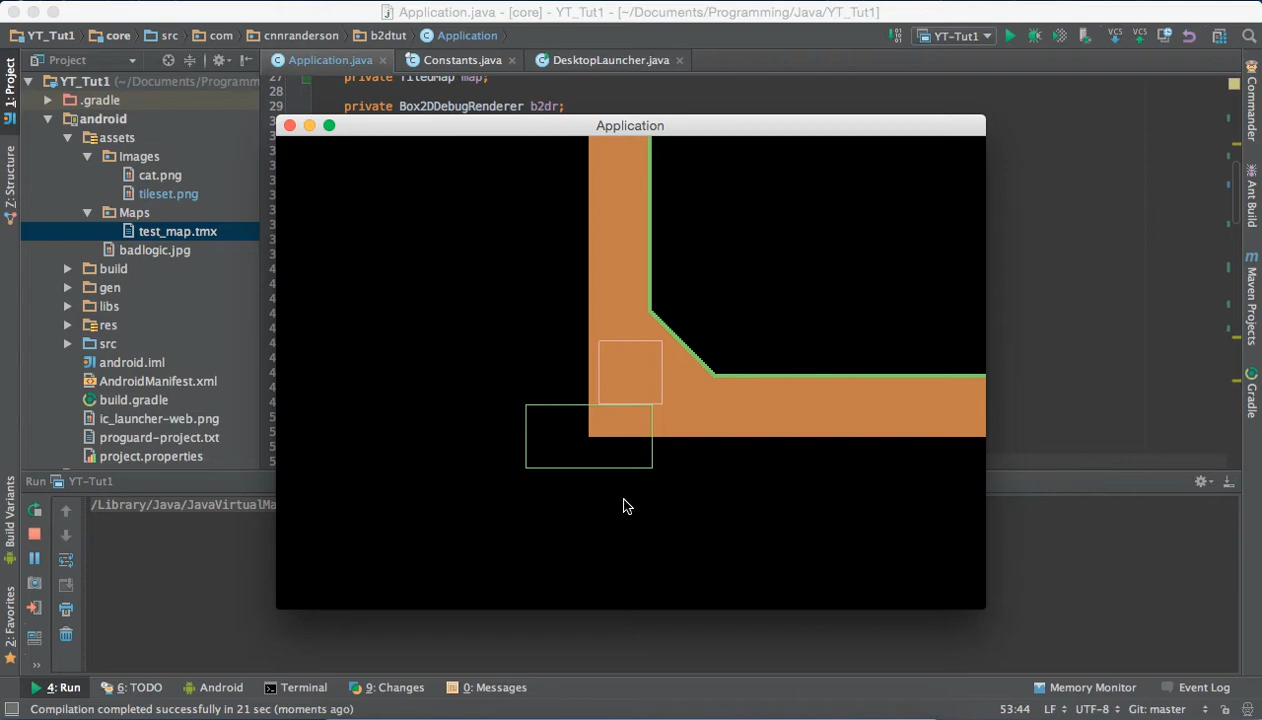 Application.java - [core] - YT_Tut1 - [~/Documents/Programming/Java/YT_Tut1]
YT_Tut1 core src com cnnranderson b2dtut Application YT-Tut1
1: Project
Z: Structure
Build Variants
2: Favorites
Project
YT_Tut1 (~/Documents/Programm
.gradle
android
assets
Images
cat.png
tileset.png
Maps
test_map.tmx
badlogic.jpg
build
gen
libs
res
src
android.iml
AndroidManifest.xml
build.gradle
ic_launcher-web.png
proguard-project.txt
project.properties
Application.java Constants.java DesktopLauncher.java
27 private TiledMap map;
28
29 private Box2DDebugRenderer b2dr;
Application
Commander
Ant Build
Maven Projects
Gradle
Run YT-Tut1
/Library/Java/JavaVirtualMa
4: Run 6: TODO Android Terminal 9: Changes 0: Messages Memory Monitor Event Log
Compilation completed successfully in 21 sec (moments ago) 53:44 LF UTF-8 Git: master